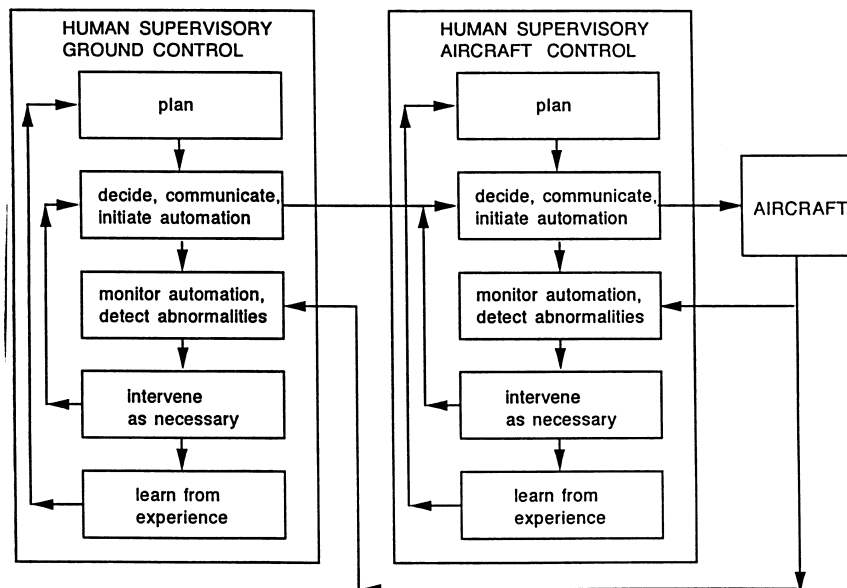 HUMAN SUPERVISORY
GROUND CONTROL
plan
decide, communicate,
initiate automation
monitor automation,
detect abnormalities
intervene
as necessary
learn from
experience
HUMAN SUPERVISORY
AIRCRAFT CONTROL
plan
decide, communicate,
initiate automation
monitor automation,
detect abnormalities
intervene
as necessary
learn from
experience
AIRCRAFT